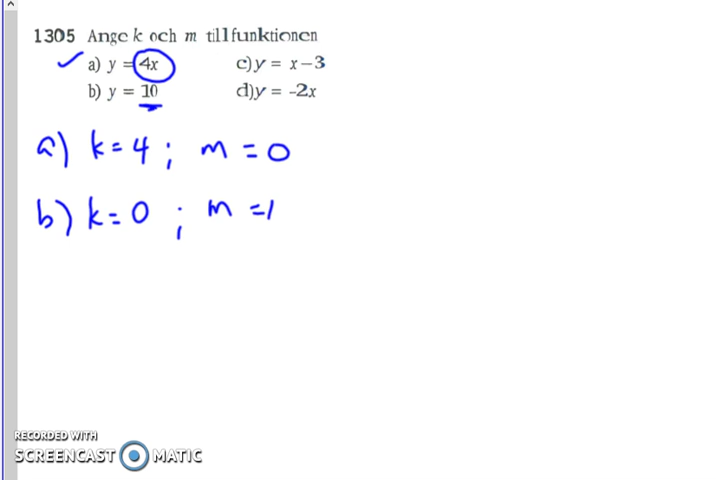 1305 Ange k och m till funktionen
a) y = 4x c) y = x-3
b) y = 10 d) y = -2x
a) k = 4 ; m = 0
b) k = 0 ; m = 1
RECORDED WITH
SCREENCAST MATIC